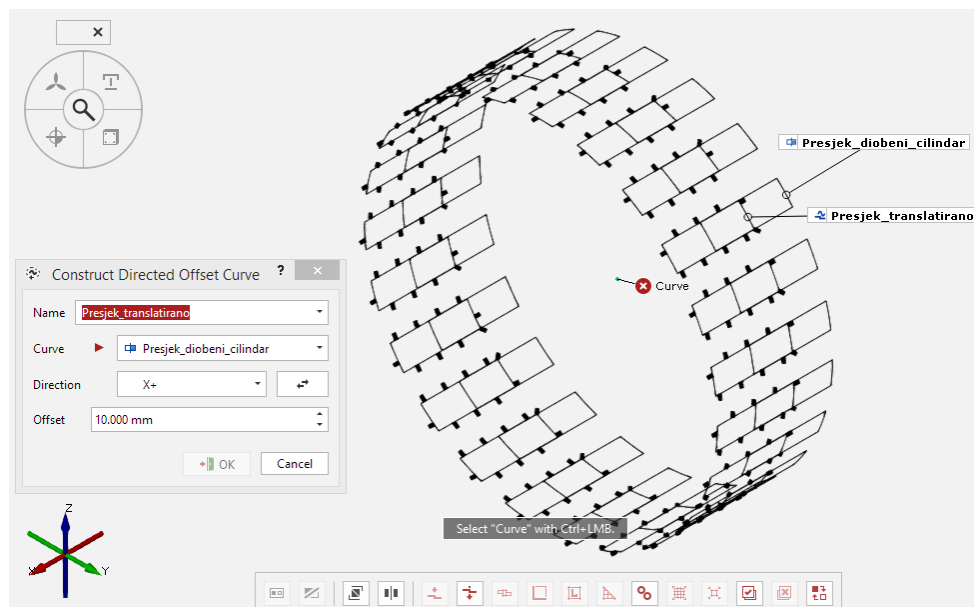 Presjek_diobeni_cilindar
Presjek_translatirano
Curve
Construct Directed Offset Curve ?
Name Presjek_translatirano
Curve Presjek_diobeni_cilindar
Direction X+
Offset 10.000 mm
OK Cancel
Select "Curve" with Ctrl+LMB.
Z
X Y